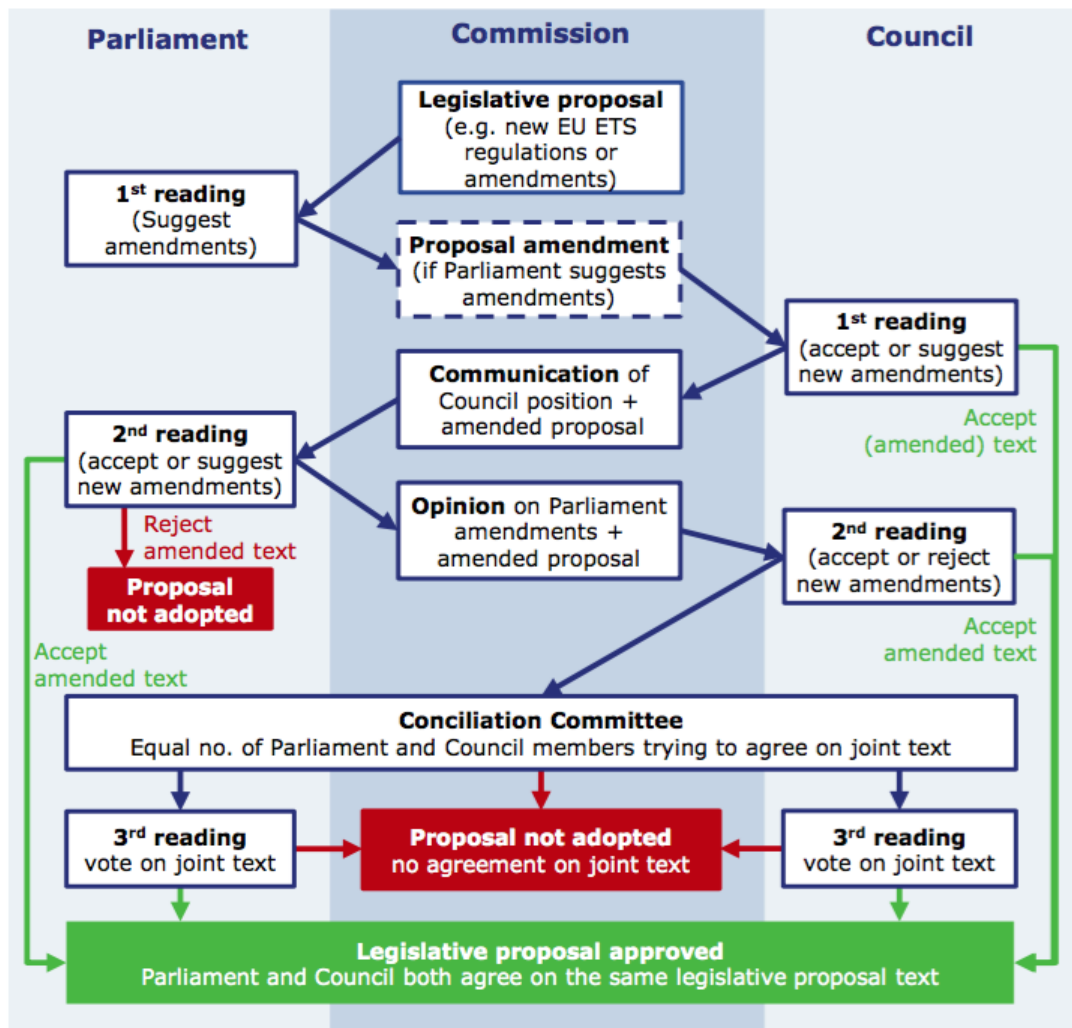 Parliament
Commission
Council
Legislative proposal
(e.g. new EU ETS
regulations or
amendments)
1st reading
(Suggest
amendments)
Proposal amendment
(if Parliament suggests
amendments)
1st reading
(accept or suggest
new amendments)
Communication of
Council position +
amended proposal
Accept
(amended) text
2nd reading
(accept or suggest
new amendments)
Opinion on Parliament
amendments +
amended proposal
Reject
amended text
2nd reading
(accept or reject
new amendments)
Proposal
not adopted
Accept
amended text
Accept
amended text
Conciliation Committee
Equal no. of Parliament and Council members trying to agree on joint text
3rd reading
vote on joint text
Proposal not adopted
no agreement on joint text
3rd reading
vote on joint text
Legislative proposal approved
Parliament and Council both agree on the same legislative proposal text